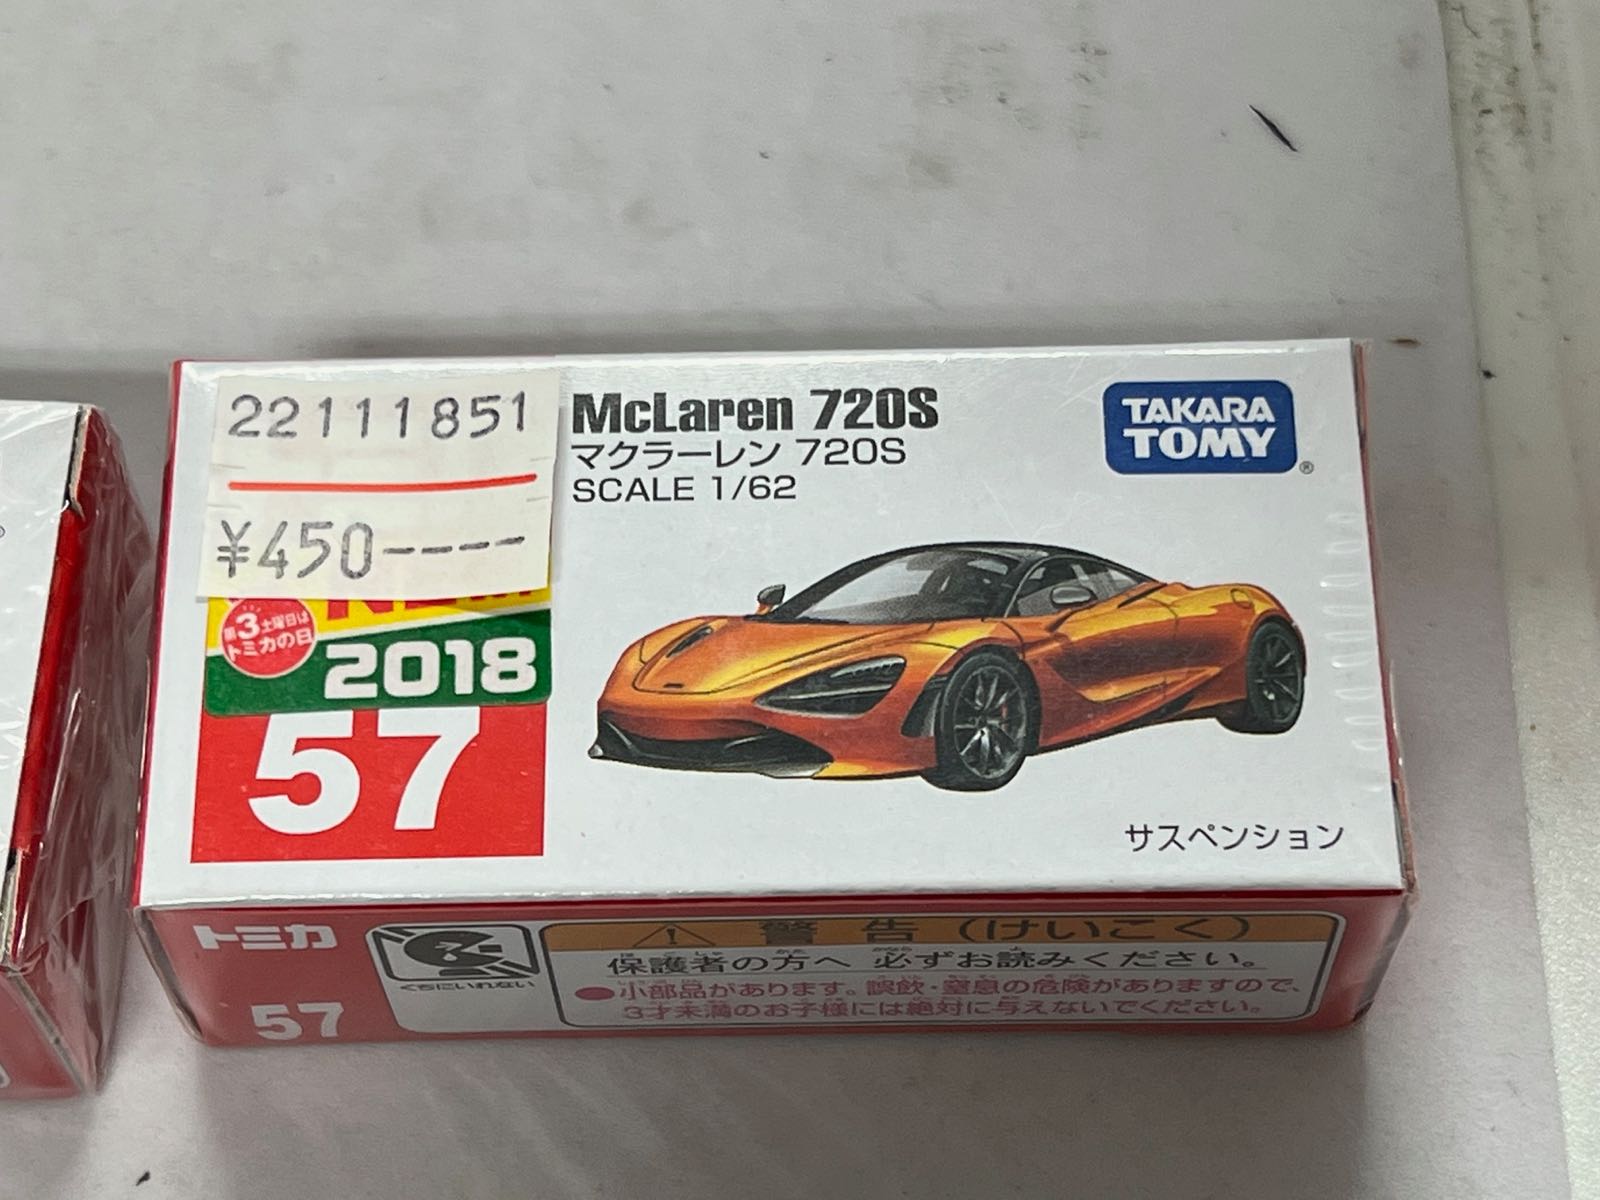 22111851
¥450----
McLaren 720S
マクラーレン 720S
SCALE 1/62
TAKARA
TOMY
®
第3土曜日は
トミカの日
2018
57
サスペンション
トミカ
57
くちにいれない
警告(けいこく)
保護者の方へ 必ずお読みください。
●小部品があります。誤飲・窒息の危険がありますので、
3才未満のお子様には絶対に与えないでください。